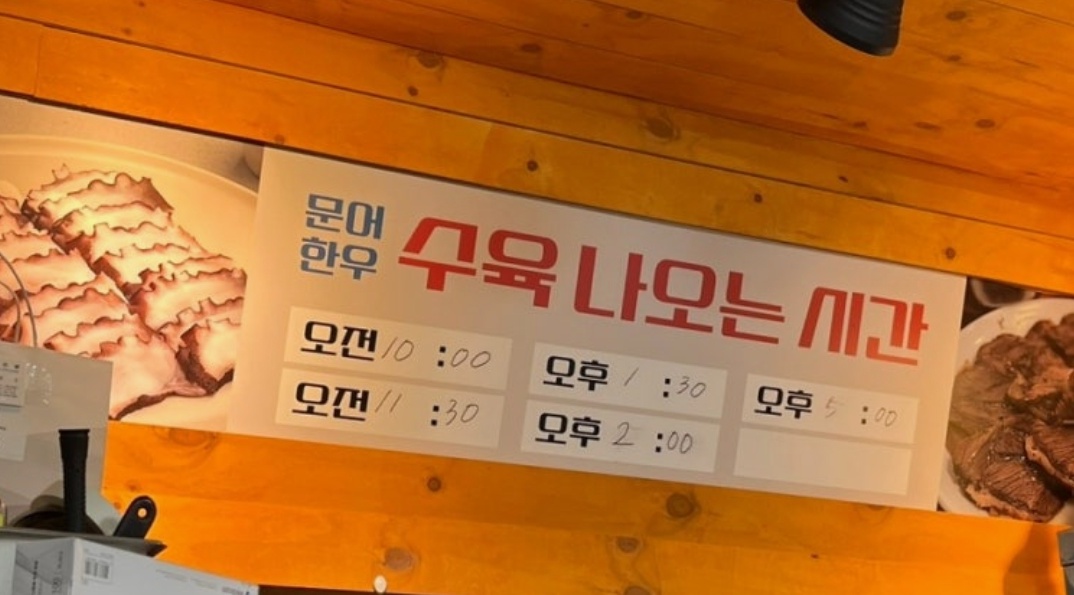 문어
한우
수육 나오는 시간
오전 10 :00
오전 11 :30
오후 1 :30
오후 2 :00
오후 5 :00